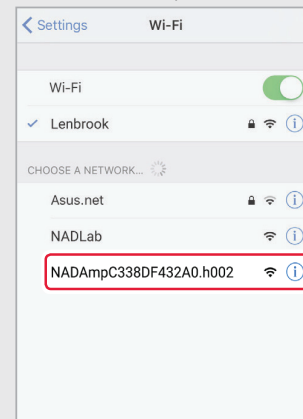 Settings Wi-Fi
Wi-Fi
Lenbrook
CHOOSE A NETWORK...
Asus.net
NADLab
NADAmpC338DF432A0.h002